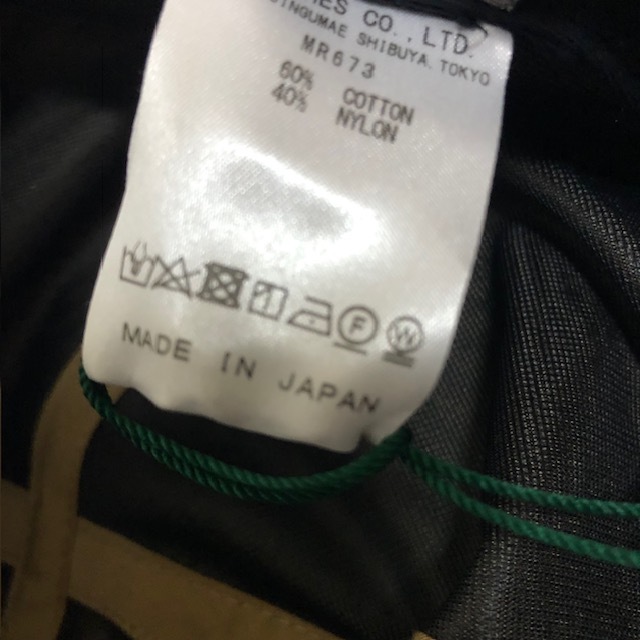 CO., LTD.
SHIBUYA, TOKYO
MR673
60% COTTON
40% NYLON
F W
MADE IN JAPAN